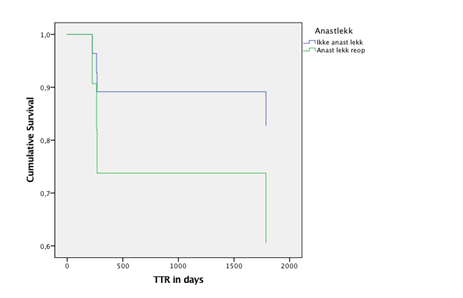 Anastlekk
Ikke anast lekk
Anast lekk reop
1,0
0,9
0,8
0,7
0,6
Cumulative Survival
0
500
1000
1500
2000
TTR in days